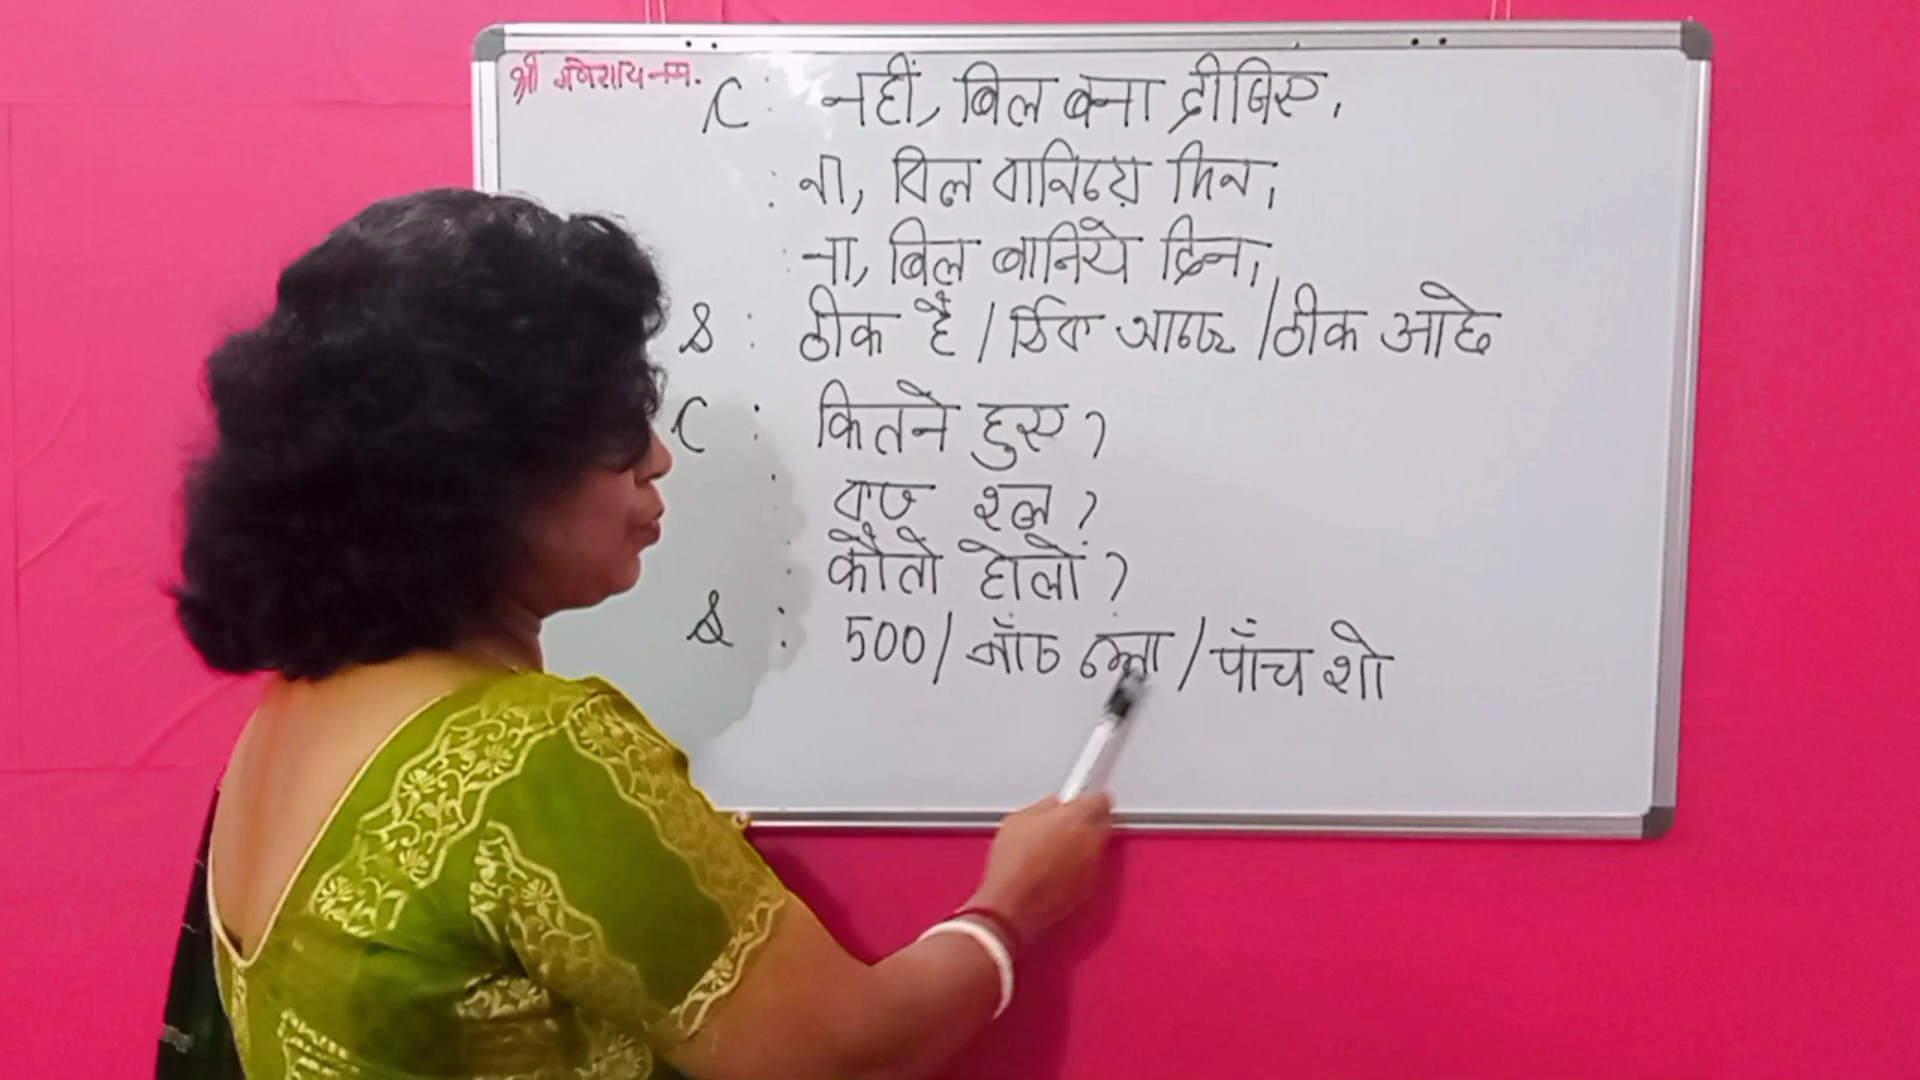 श्री गणेशाय नमः
C : नहीं, बिल बना दीजिए।
: না, বিল বানিয়ে দিন।
: ना, बिल बानिये दिन।
S : ठीक है / ঠিক আছে / ठीक आछे
C : कितने हुए ?
: কত হল ?
: कौतो होलो ?
S : 500 / পাঁচ শো / पाँच शो